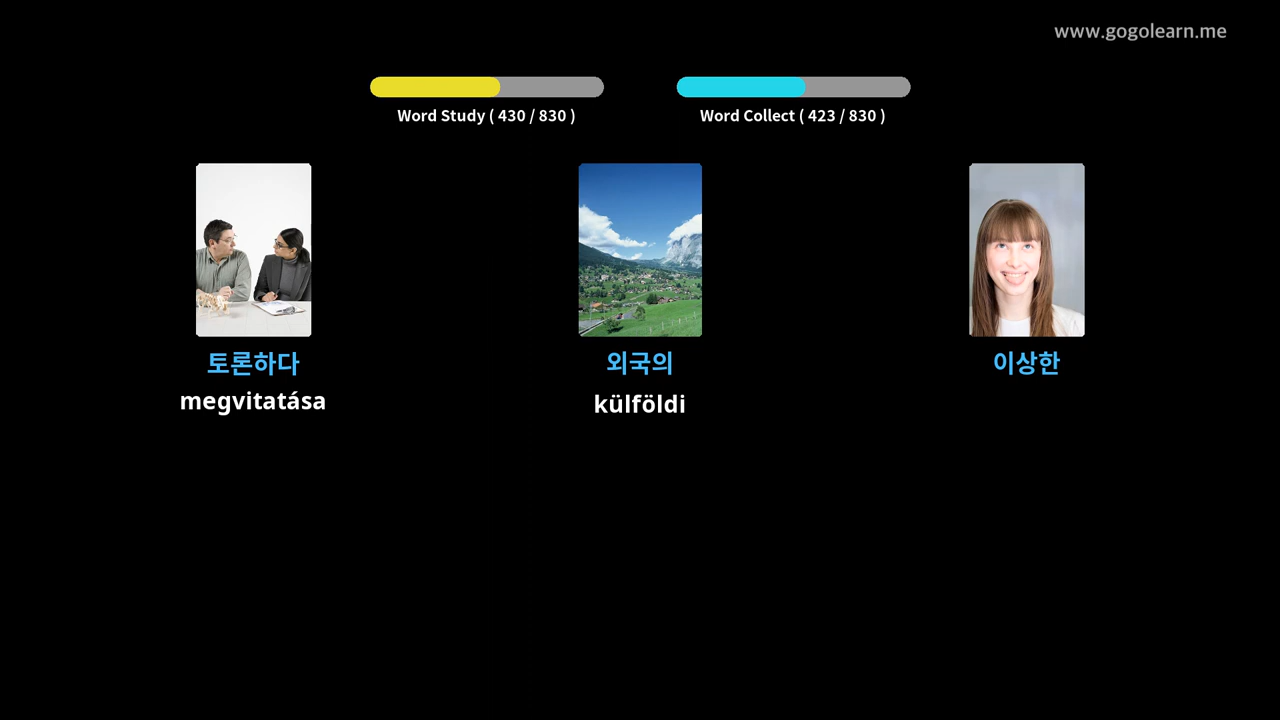 www.gogolearn.me
Word Study ( 430 / 830 )
Word Collect ( 423 / 830 )
토론하다
외국의
이상한
megvitatása
külföldi